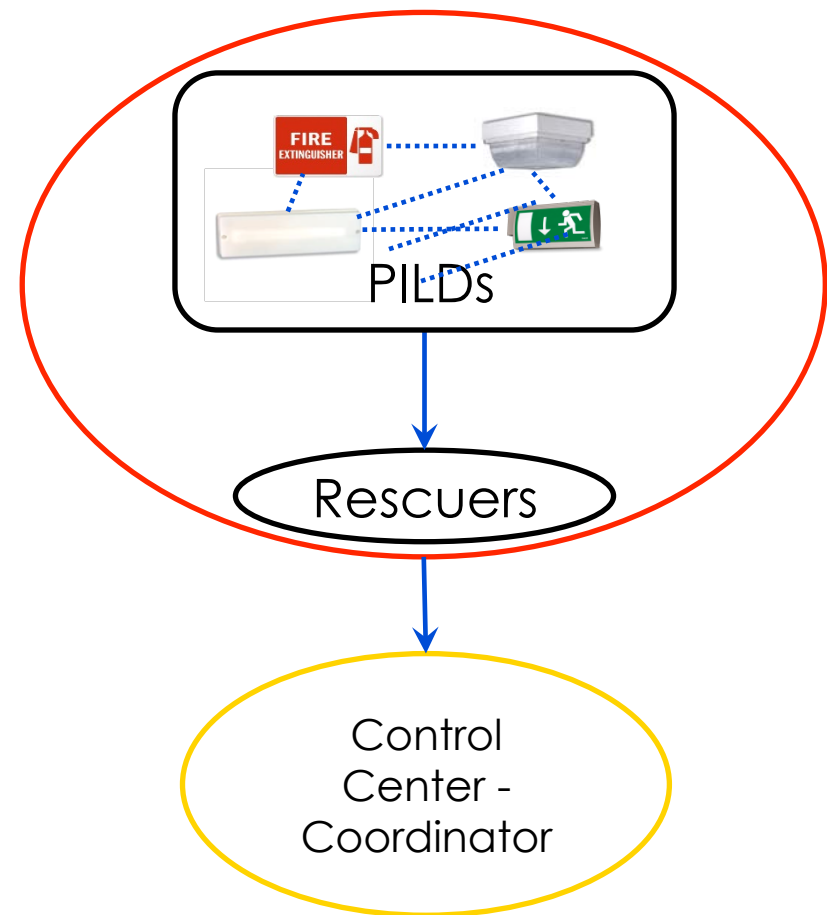 FIRE
EXTINGUISHER
PILDs
Rescuers
Control
Center -
Coordinator